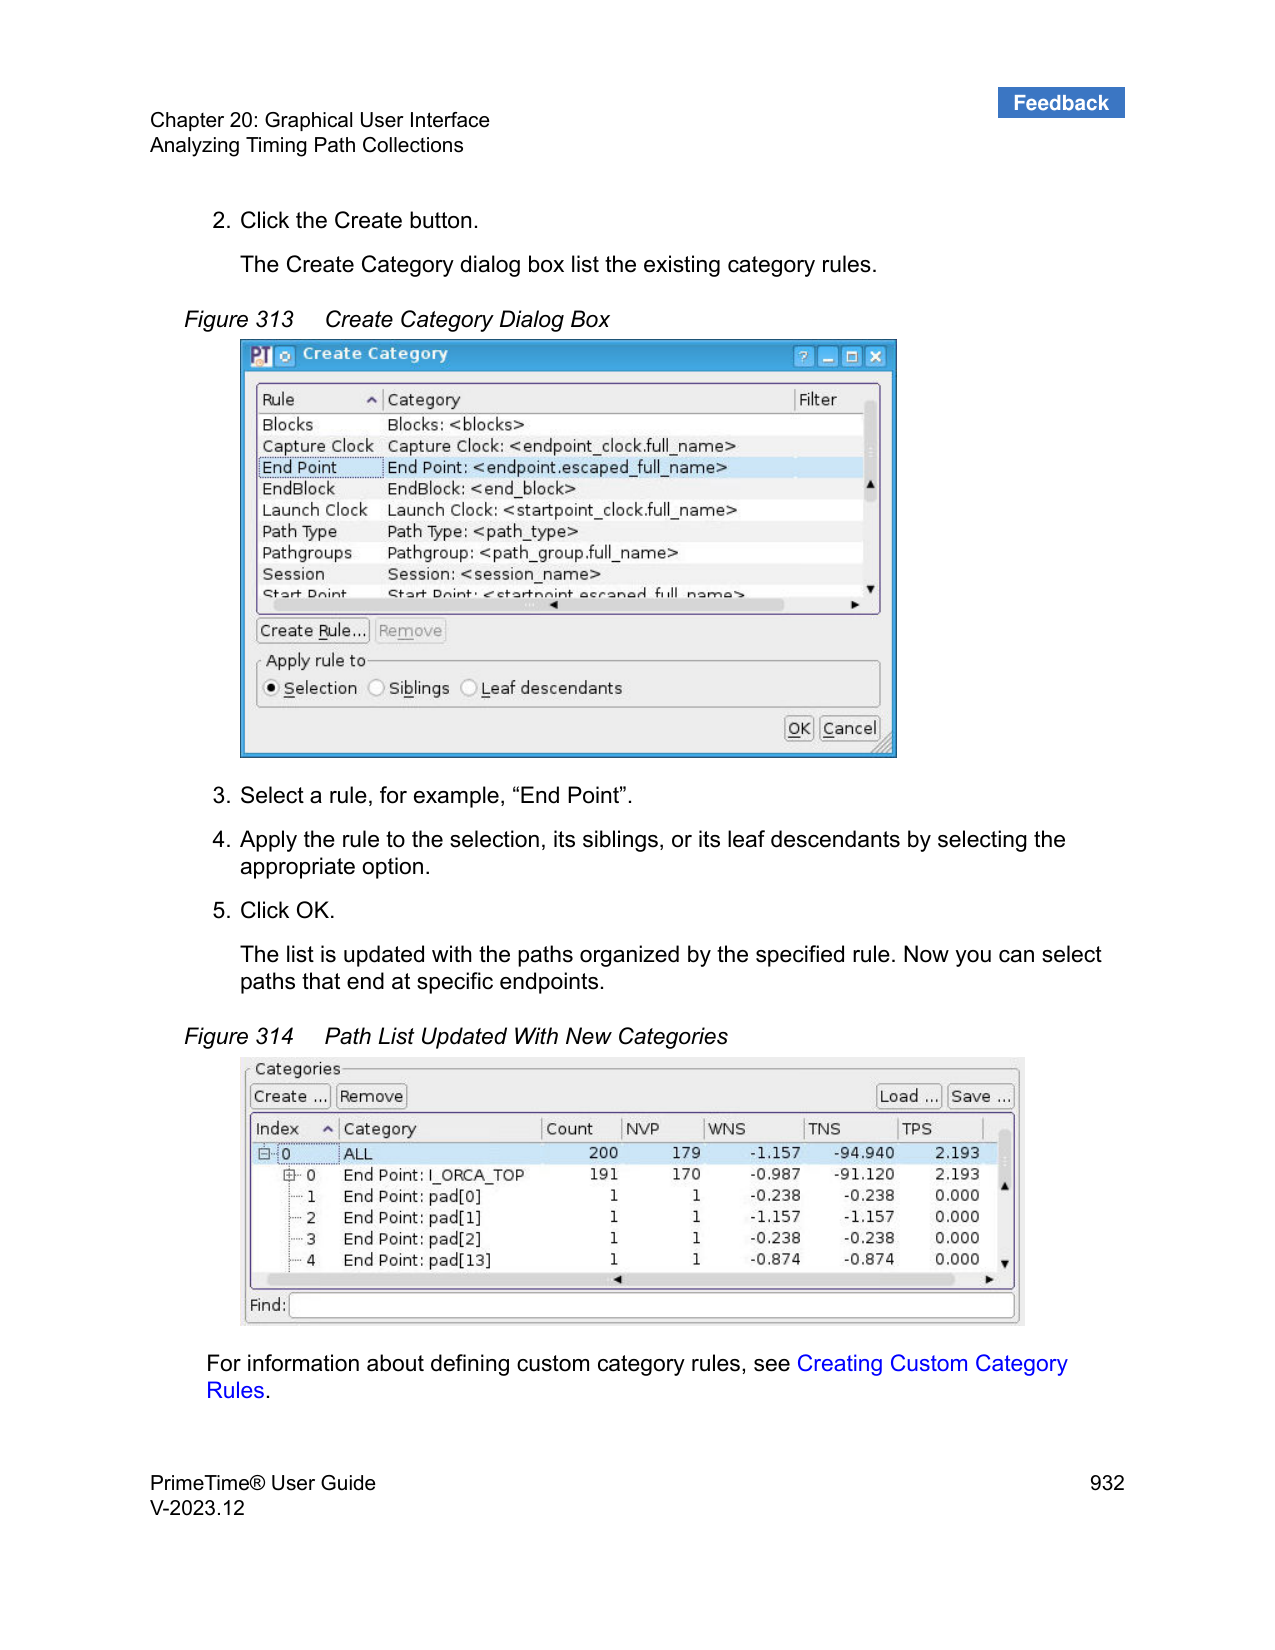 Feedback
Chapter 20: Graphical User Interface
Analyzing Timing Path Collections
2. Click the Create button.
The Create Category dialog box list the existing category rules.
Figure 313 Create Category Dialog Box
PT Create Category
Rule Category Filter
Blocks Blocks: <blocks>
Capture Clock Capture Clock: <endpoint_clock.full_name>
End Point End Point: <endpoint.escaped_full_name>
EndBlock EndBlock: <end_block>
Launch Clock Launch Clock: <startpoint_clock.full_name>
Path Type Path Type: <path_type>
Pathgroups Pathgroup: <path_group.full_name>
Session Session: <session_name>
Start Point Start Point: <startpoint.escaped_full_name>
Create Rule... Remove
Apply rule to
Selection Siblings Leaf descendants
OK Cancel
3. Select a rule, for example, “End Point”.
4. Apply the rule to the selection, its siblings, or its leaf descendants by selecting the
appropriate option.
5. Click OK.
The list is updated with the paths organized by the specified rule. Now you can select
paths that end at specific endpoints.
Figure 314 Path List Updated With New Categories
Categories
Create ... Remove Load ... Save ...
Index Category Count NVP WNS TNS TPS
0 ALL 200 179 -1.157 -94.940 2.193
0 End Point: I_ORCA_TOP 191 170 -0.987 -91.120 2.193
1 End Point: pad[0] 1 1 -0.238 -0.238 0.000
2 End Point: pad[1] 1 1 -1.157 -1.157 0.000
3 End Point: pad[2] 1 1 -0.238 -0.238 0.000
4 End Point: pad[13] 1 1 -0.874 -0.874 0.000
Find:
For information about defining custom category rules, see Creating Custom Category
Rules.
PrimeTime® User Guide 932
V-2023.12